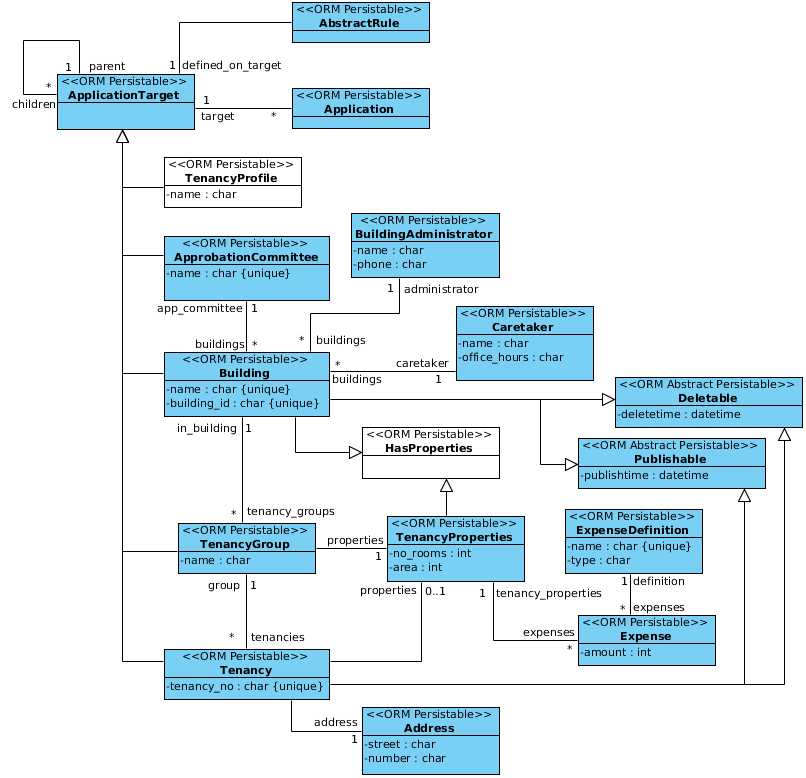 <<ORM Persistable>>
AbstractRule
1 defined_on_target
1 parent
*
children
<<ORM Persistable>>
ApplicationTarget
1
target *
<<ORM Persistable>>
Application
<<ORM Persistable>>
TenancyProfile
-name : char
<<ORM Persistable>>
BuildingAdministrator
-name : char
-phone : char
<<ORM Persistable>>
ApprobationCommittee
-name : char {unique}
1 administrator
app_committee 1
buildings *
* buildings
<<ORM Persistable>>
Caretaker
-name : char
-office_hours : char
<<ORM Persistable>>
Building
-name : char {unique}
-building_id : char {unique}
* caretaker
buildings 1
<<ORM Abstract Persistable>>
Deletable
-deletetime : datetime
in_building 1
<<ORM Persistable>>
HasProperties
<<ORM Abstract Persistable>>
Publishable
-publishtime : datetime
* tenancy_groups
<<ORM Persistable>>
TenancyGroup
-name : char
properties
1
<<ORM Persistable>>
TenancyProperties
-no_rooms : int
-area : int
<<ORM Persistable>>
ExpenseDefinition
-name : char {unique}
-type : char
group 1
properties 0..1
1 tenancy_properties
1 definition
* expenses
* tenancies
expenses
*
<<ORM Persistable>>
Expense
-amount : int
<<ORM Persistable>>
Tenancy
-tenancy_no : char {unique}
address
1
<<ORM Persistable>>
Address
-street : char
-number : char